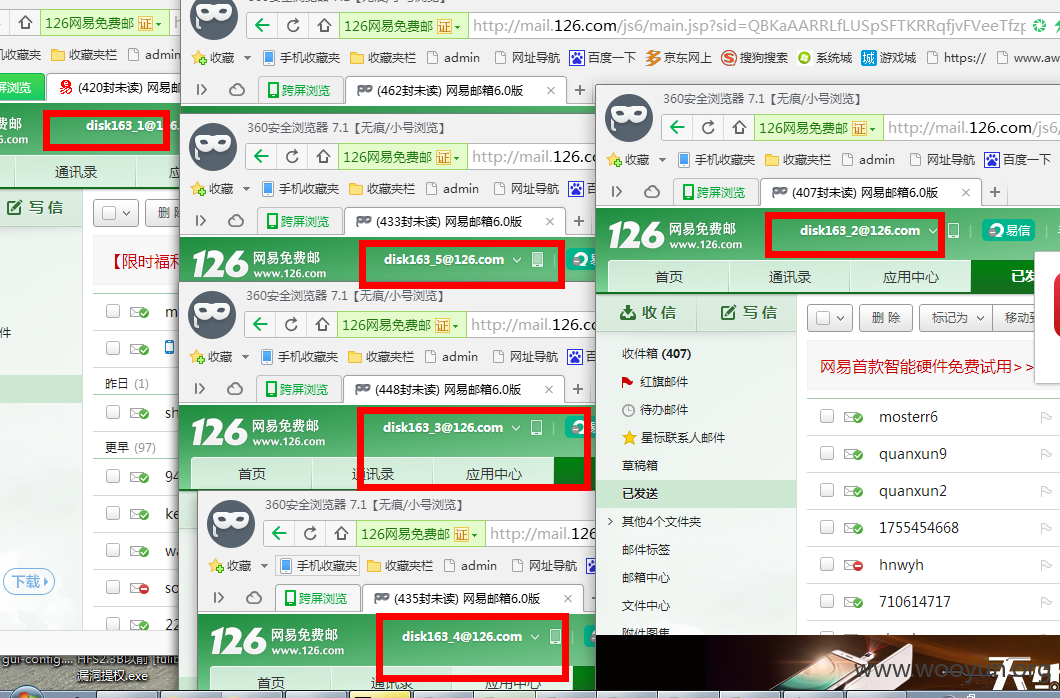 126网易免费邮 证
收藏夹 收藏夹栏 admin
屏浏览 (420封未读) 网易邮
费邮 disk163_1@1
s.com
通讯录
写信
删
【限时福利
件
昨日 (1)
更早 (97)
94
下载
漏洞提权.exe
126网易免费邮 证 http://mail.126.com/js6/main.jsp?sid=QBKaAARRLfLUSpSFTKRRqfjvFVeeTfzp
收藏 手机收藏夹 收藏夹栏 admin 网址导航 百度一下 京东网上 搜狗搜索 系统城 游戏城 https:// www.aw
跨屏浏览 (462封未读) 网易邮箱6.0版
360安全浏览器 7.1【无痕/小号浏览】
126网易免费邮 证 http://mail.126.c
收藏 手机收藏夹 收藏夹栏 admin 网址导航 百
跨屏浏览 (433封未读) 网易邮箱6.0版
126 网易免费邮 www.126.com disk163_5@126.com 易
360安全浏览器 7.1【无痕/小号浏览】
126网易免费邮 证 http://mail.126.c
收藏 手机收藏夹 收藏夹栏 admin 网址导航 百
跨屏浏览 (448封未读) 网易邮箱6.0版
126 网易免费邮 www.126.com disk163_3@126.com
首页 通讯录 应用中心
360安全浏览器 7.1【无痕/小号浏览】
126网易免费邮 证 http://mail.126
收藏 手机收藏夹 收藏夹栏 admin 网址导航
跨屏浏览 (435封未读) 网易邮箱6.0版
126 网易免费邮 www.126.com disk163_4@126.com
首页 通讯录 应用中心
360安全浏览器 7.1【无痕/小号浏览】
126网易免费邮 证 http://mail.126.com/js6/
收藏 手机收藏夹 收藏夹栏 admin 网址导航 百度一下
跨屏浏览 (407封未读) 网易邮箱6.0版
126 网易免费邮 www.126.com disk163_2@126.com 易信
首页 通讯录 应用中心 已发
收信 写信 删除 标记为 移动到
收件箱 (407)
网易首款智能硬件免费试用>>
红旗邮件
待办邮件
mosterr6
星标联系人邮件
quanxun9
草稿箱
quanxun2
已发送
其他4个文件夹
1755454668
邮件标签
hnwyh
邮箱中心
710614717
文件中心
附件图集
www.wooyun.org